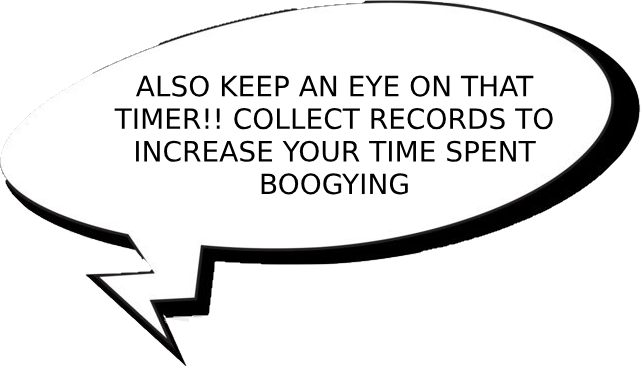 ALSO KEEP AN EYE ON THAT
TIMER!! COLLECT RECORDS TO
INCREASE YOUR TIME SPENT
BOOGYING